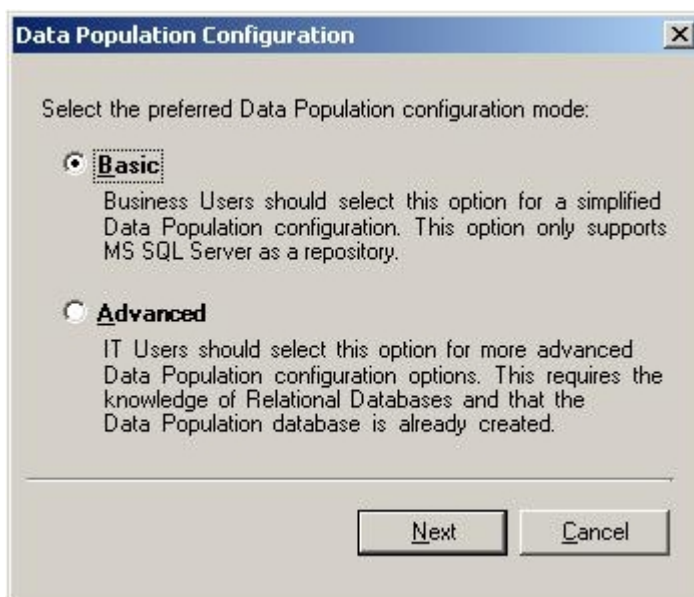 Data Population Configuration
Select the preferred Data Population configuration mode:
Basic
Business Users should select this option for a simplified
Data Population configuration. This option only supports
MS SQL Server as a repository.
Advanced
IT Users should select this option for more advanced
Data Population configuration options. This requires the
knowledge of Relational Databases and that the
Data Population database is already created.
Next
Cancel